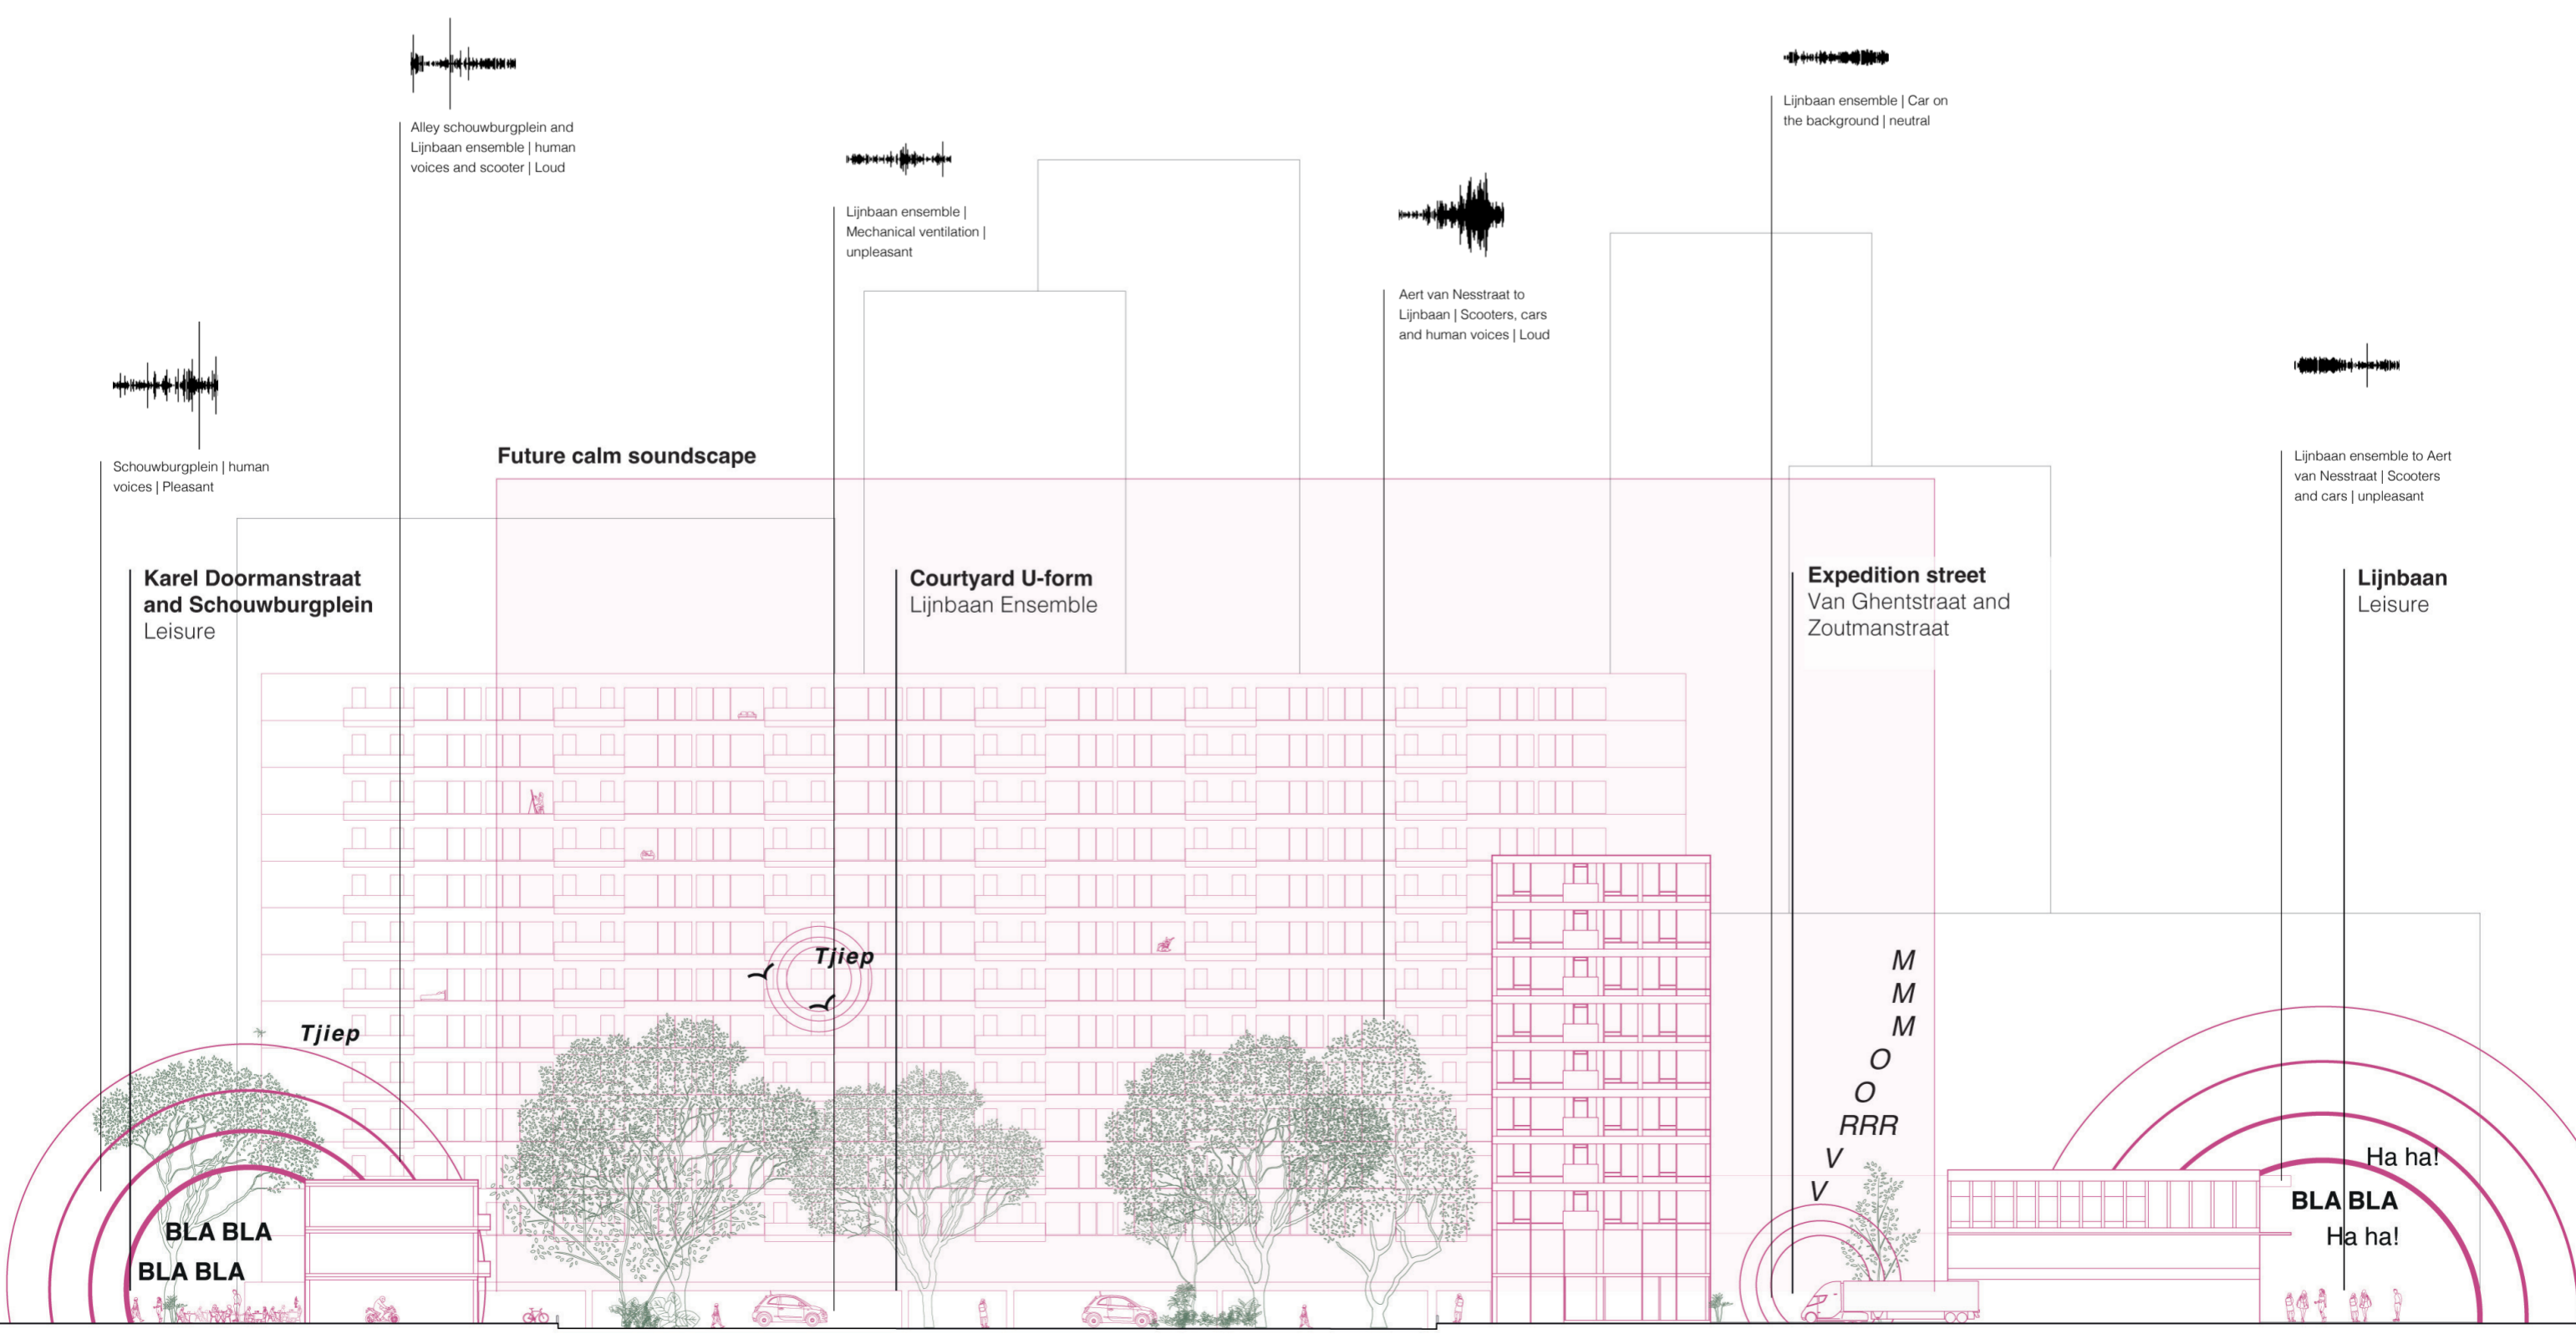 Alley schouwburgplein and
Lijnbaan ensemble | human
voices and scooter | Loud
Lijnbaan ensemble | Car on
the background | neutral
Lijnbaan ensemble |
Mechanical ventilation |
unpleasant
Aert van Nesstraat to
Lijnbaan | Scooters, cars
and human voices | Loud
Schouwburgplein | human
voices | Pleasant
Future calm soundscape
Lijnbaan ensemble to Aert
van Nesstraat | Scooters
and cars | unpleasant
Karel Doormanstraat
and Schouwburgplein
Leisure
Courtyard U-form
Lijnbaan Ensemble
Expedition street
Van Ghentstraat and
Zoutmanstraat
Lijnbaan
Leisure
Tjiep
Tjiep
M
M
M
O
O
RRR
V
V
BLA BLA
BLA BLA
Ha ha!
BLA BLA
Ha ha!